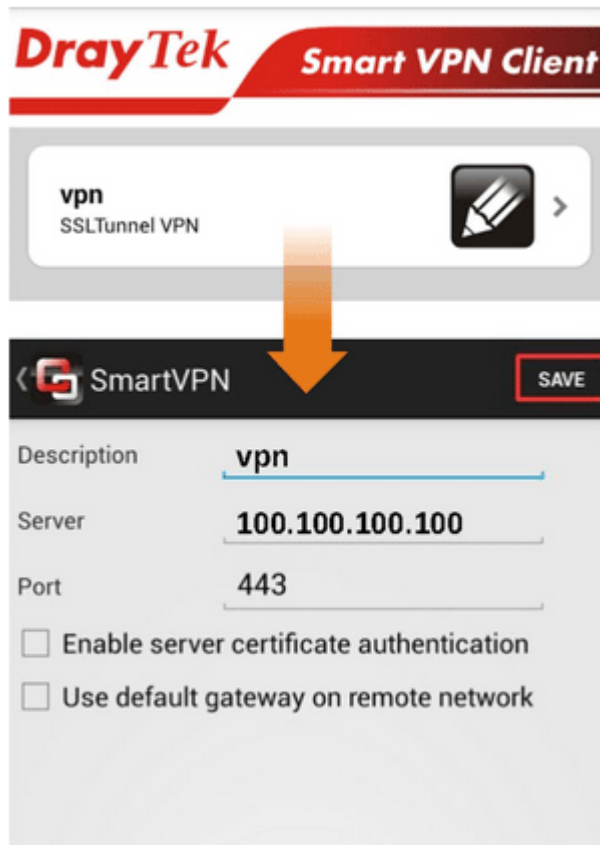 DrayTek Smart VPN Client
vpn
SSLTunnel VPN
SmartVPN SAVE
Description vpn
Server 100.100.100.100
Port 443
Enable server certificate authentication
Use default gateway on remote network